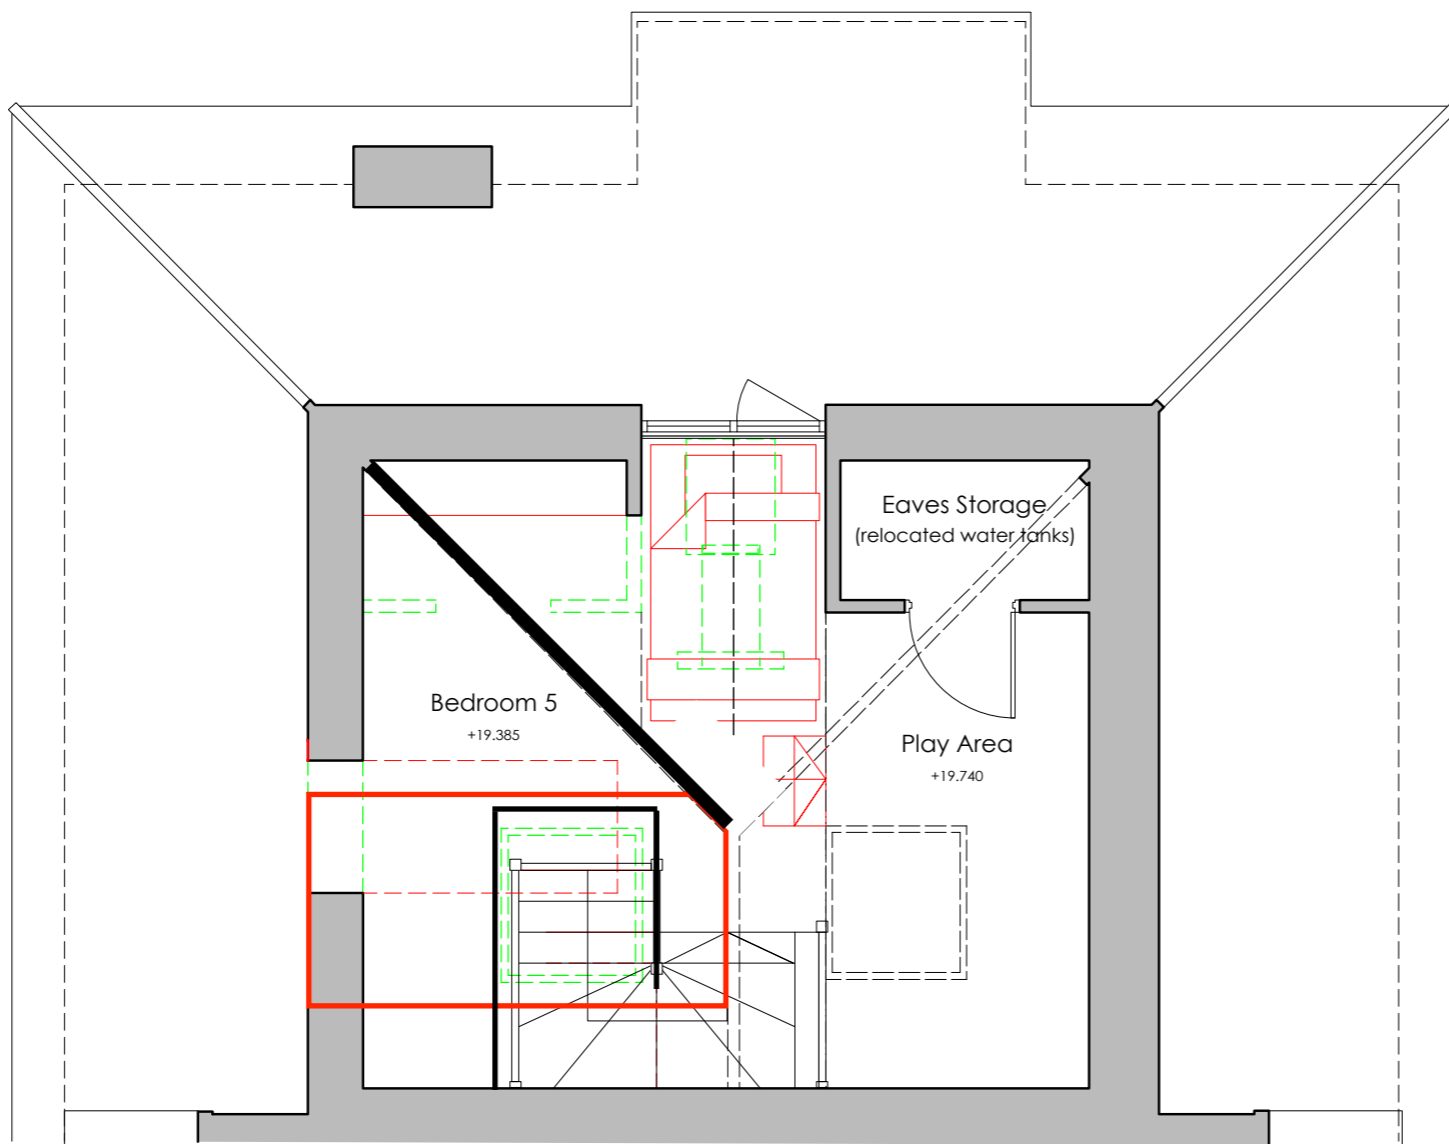 Eaves Storage
(relocated water tanks)
Bedroom 5
+19.385
Play Area
+19.740